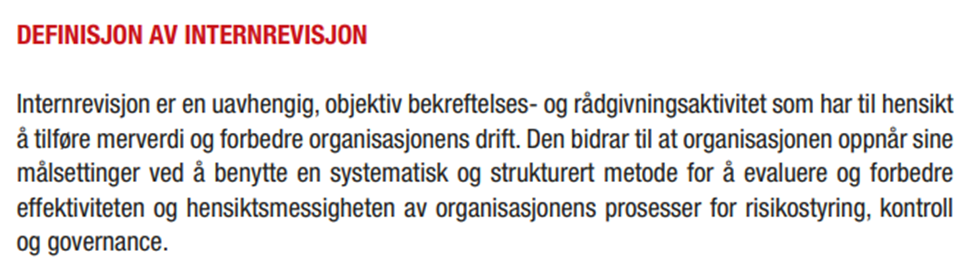 DEFINISJON AV INTERNREVISJON
Internrevisjon er en uavhengig, objektiv bekreftelses- og rådgivningsaktivitet som har til hensikt
å tilføre merverdi og forbedre organisasjonens drift. Den bidrar til at organisasjonen oppnår sine
målsettinger ved å benytte en systematisk og strukturert metode for å evaluere og forbedre
effektiviteten og hensiktsmessigheten av organisasjonens prosesser for risikostyring, kontroll
og governance.